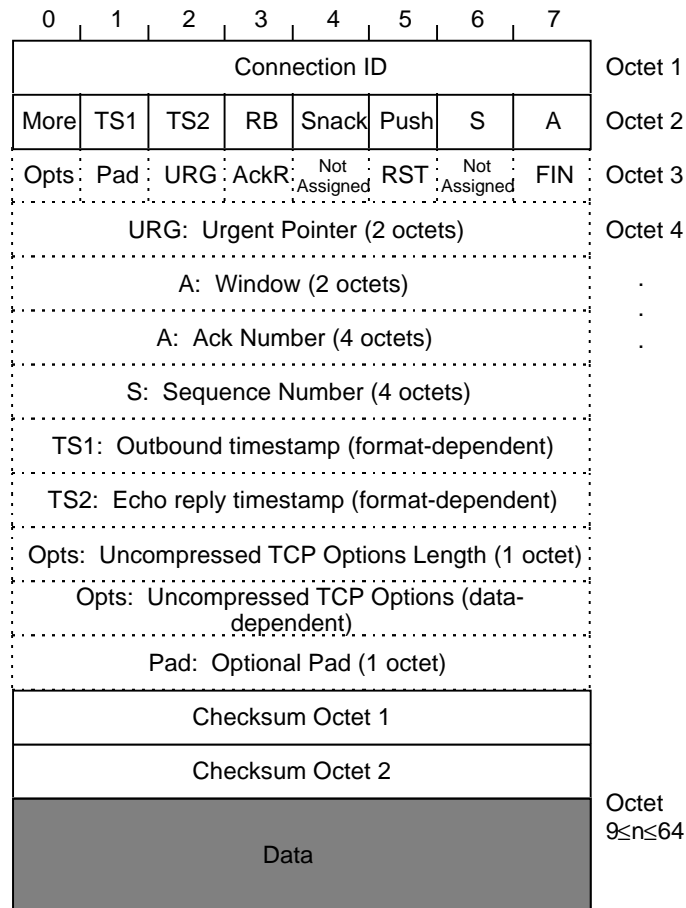 0 1 2 3 4 5 6 7
Connection ID Octet 1
More TS1 TS2 RB Snack Push S A Octet 2
Opts Pad URG AckR Not Assigned RST Not Assigned FIN Octet 3
URG: Urgent Pointer (2 octets) Octet 4
A: Window (2 octets) .
.
A: Ack Number (4 octets) .
S: Sequence Number (4 octets)
TS1: Outbound timestamp (format-dependent)
TS2: Echo reply timestamp (format-dependent)
Opts: Uncompressed TCP Options Length (1 octet)
Opts: Uncompressed TCP Options (data-
dependent)
Pad: Optional Pad (1 octet)
Checksum Octet 1
Checksum Octet 2
Octet
9≤n≤64
Data